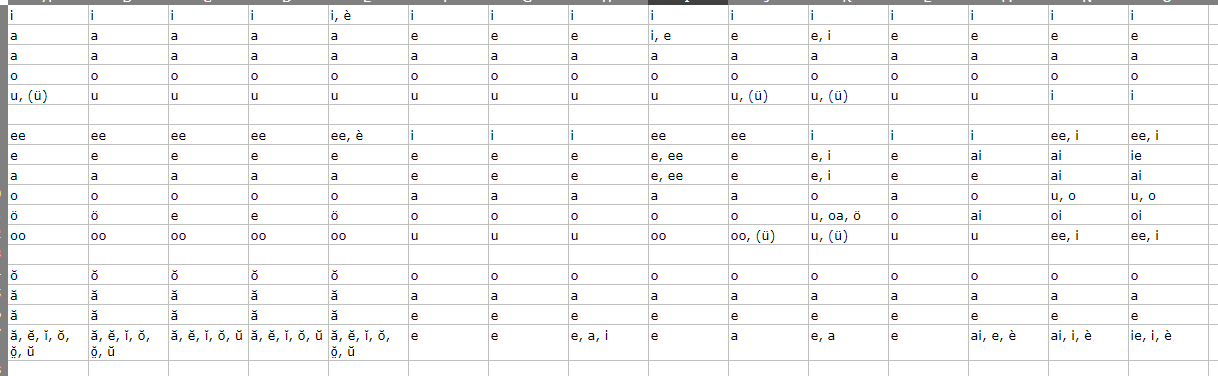 i i i i i, è i i i i i i i i i i
a a a a a e e e i, e e e, i e e e e
a a a a a a a a a a a a a a a
o o o o o o o o o o o o o o o
u, (ü) u u u u u u u u u, (ü) u, (ü) u u i i
ee ee ee ee ee, è i i i ee ee i i i ee, i ee, i
e e e e e e e e e, ee e e, i e ai ai ie
a a a a a e e e e, ee e e, i e e ai ai
o o o o o a a a a a o a o u, o u, o
ö ö e e ö o o o o o u, oa, ö o ai oi oi
oo oo oo oo oo u u u oo oo, (ü) u, (ü) u u ee, i ee, i
ŏ ŏ ŏ ŏ ŏ o o o o o o o o o o
ă ă ă ă ă a a a a a a a a a a
ă ă ă ă ă e e e e e e e e e e
ă, ĕ, ĭ, ŏ, ă, ĕ, ĭ, ŏ, ă, ĕ, ĭ, ŏ, ŭ ă, ĕ, ĭ, ŏ, ŭ ă, ĕ, ĭ, ŏ, e e e, a, i e a e, a e ai, e, è ai, i, è ie, i, è
ŏ̤, ŭ ŏ̤, ŭ ŏ̤, ŭ